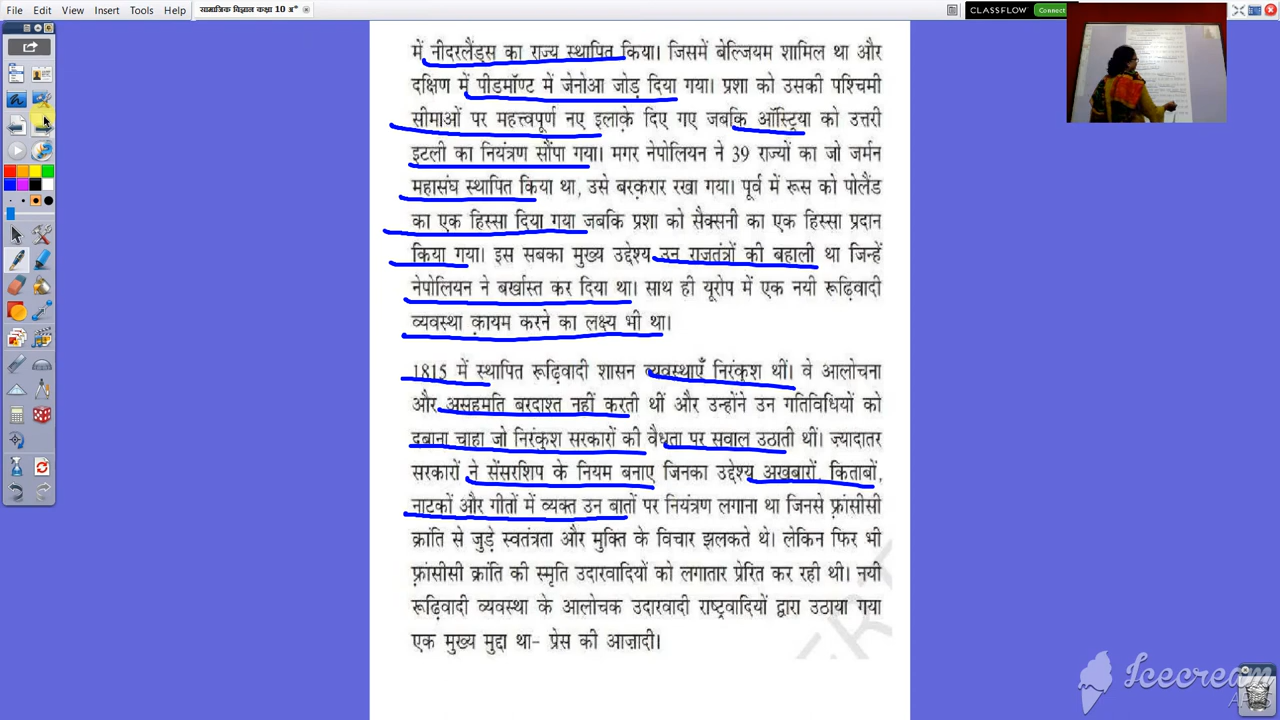 File Edit View Insert Tools Help सामाजिक विज्ञान कक्षा 10 अ* CLASSFLOW Connect
में नीदरलैंड्स का राज्य स्थापित किया। जिसमें बेल्जियम शामिल था और
दक्षिण में पीडमॉण्ट में जेनोआ जोड़ दिया गया। प्रशा को उसकी पश्चिमी
सीमाओं पर महत्त्वपूर्ण नए इलाक़े दिए गए जबकि ऑस्ट्रिया को उत्तरी
इटली का नियंत्रण सौंपा गया। मगर नेपोलियन ने 39 राज्यों का जो जर्मन
महासंघ स्थापित किया था, उसे बरक़रार रखा गया। पूर्व में रूस को पोलैंड
का एक हिस्सा दिया गया जबकि प्रशा को सैक्सनी का एक हिस्सा प्रदान
किया गया। इस सबका मुख्य उद्देश्य उन राजतंत्रों की बहाली था जिन्हें
नेपोलियन ने बर्खास्त कर दिया था। साथ ही यूरोप में एक नयी रूढ़िवादी
व्यवस्था क़ायम करने का लक्ष्य भी था।
1815 में स्थापित रूढ़िवादी शासन व्यवस्थाएँ निरंकुश थीं। वे आलोचना
और असहमति बरदाश्त नहीं करती थीं और उन्होंने उन गतिविधियों को
दबाना चाहा जो निरंकुश सरकारों की वैधता पर सवाल उठाती थीं। ज़्यादातर
सरकारों ने सेंसरशिप के नियम बनाए जिनका उद्देश्य अख़बारों, किताबों,
नाटकों और गीतों में व्यक्त उन बातों पर नियंत्रण लगाना था जिनसे फ़्रांसीसी
क्रांति से जुड़े स्वतंत्रता और मुक्ति के विचार झलकते थे। लेकिन फिर भी
फ़्रांसीसी क्रांति की स्मृति उदारवादियों को लगातार प्रेरित कर रही थी। नयी
रूढ़िवादी व्यवस्था के आलोचक उदारवादी राष्ट्रवादियों द्वारा उठाया गया
एक मुख्य मुद्दा था- प्रेस की आज़ादी।
Icecream
APPS